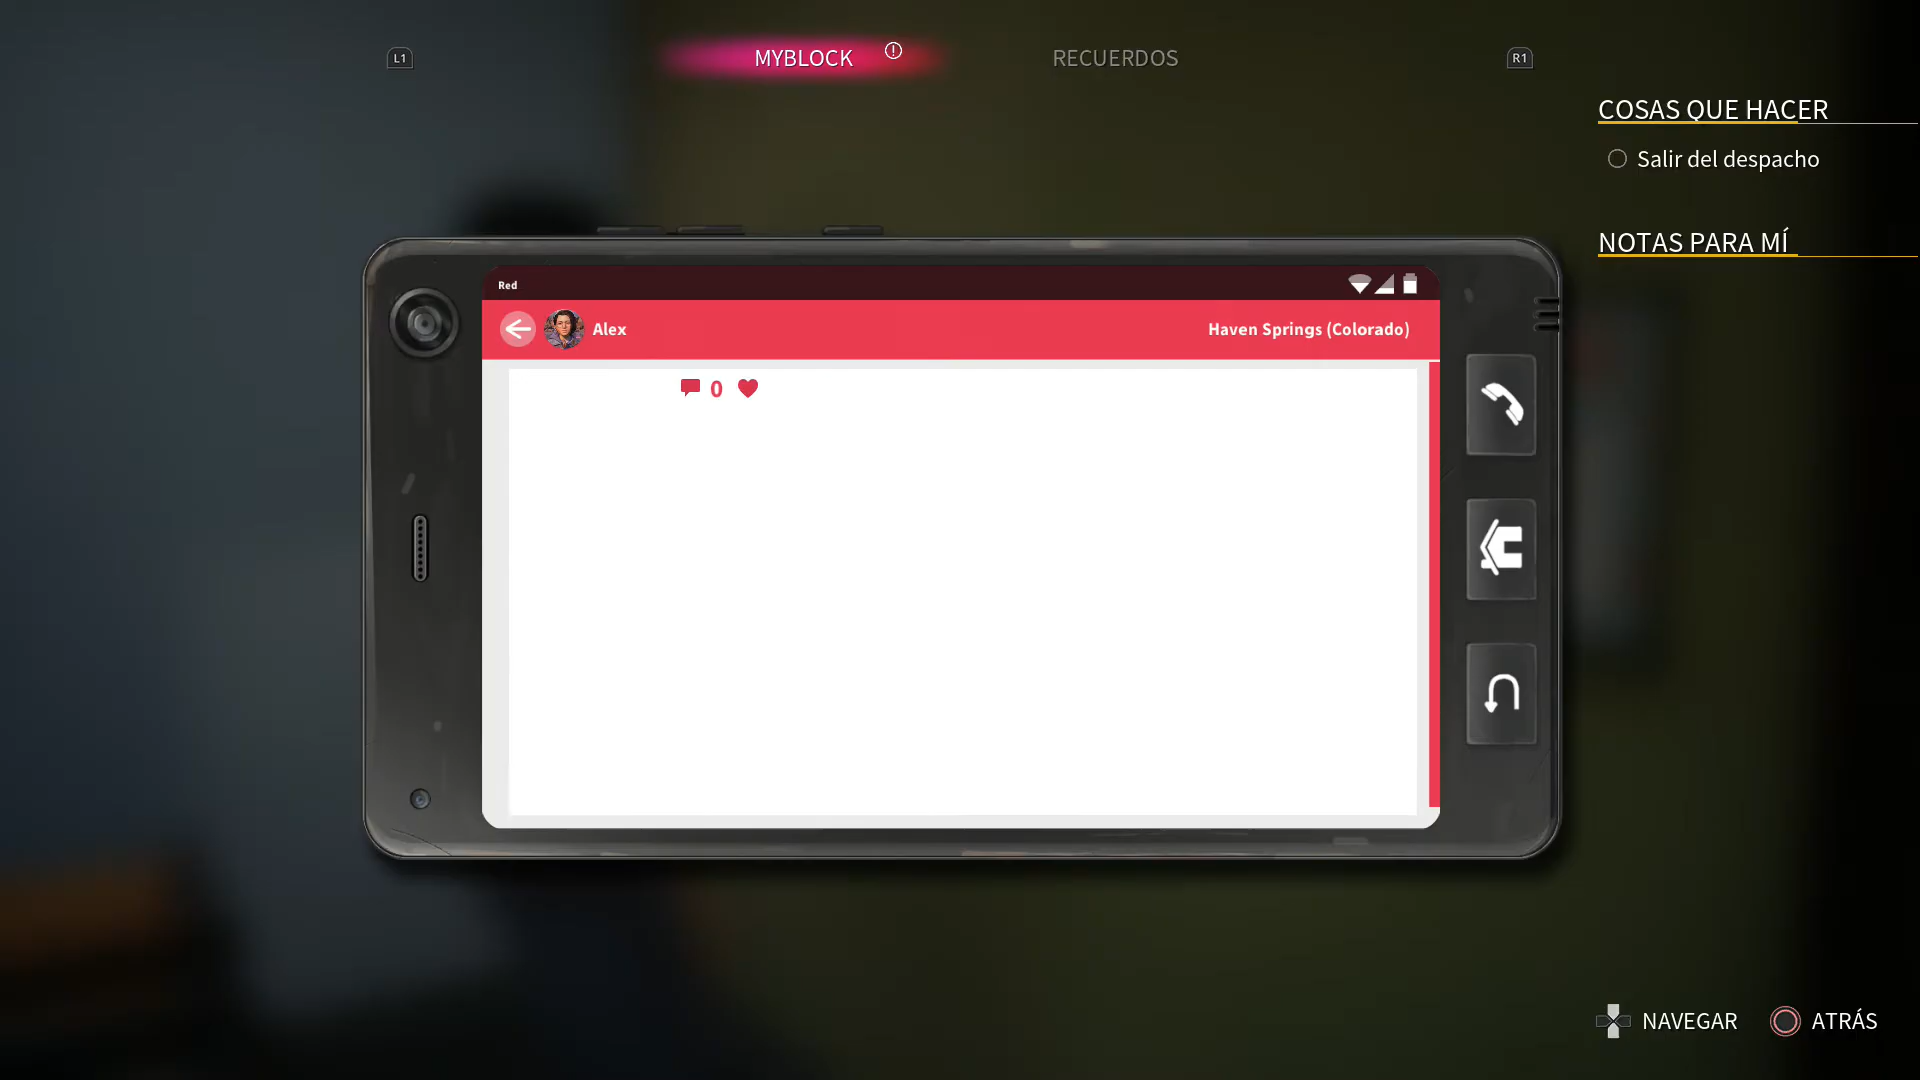 L1
MYBLOCK
RECUERDOS
R1
COSAS QUE HACER
Salir del despacho
NOTAS PARA MÍ
Red
Alex
Haven Springs (Colorado)
0
NAVEGAR
ATRÁS